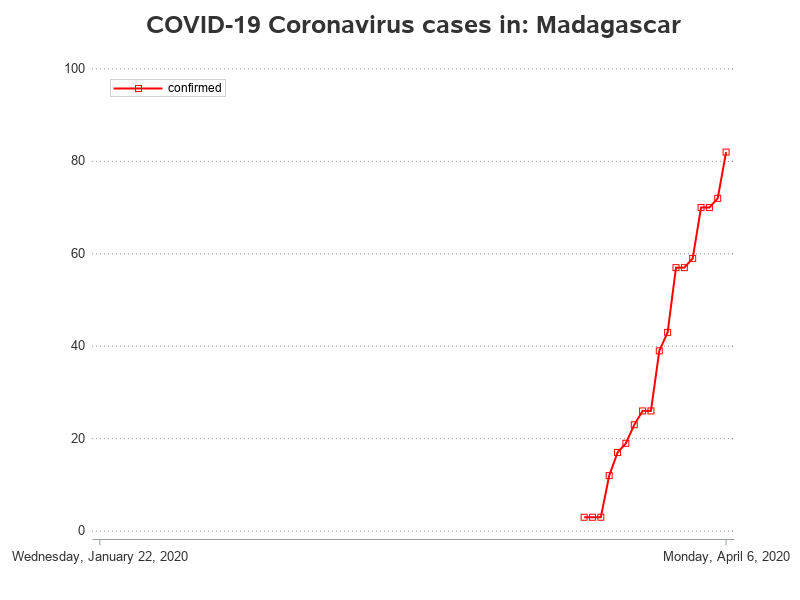 COVID-19 Coronavirus cases in: Madagascar
100
confirmed
80
60
40
20
0
Wednesday, January 22, 2020
Monday, April 6, 2020